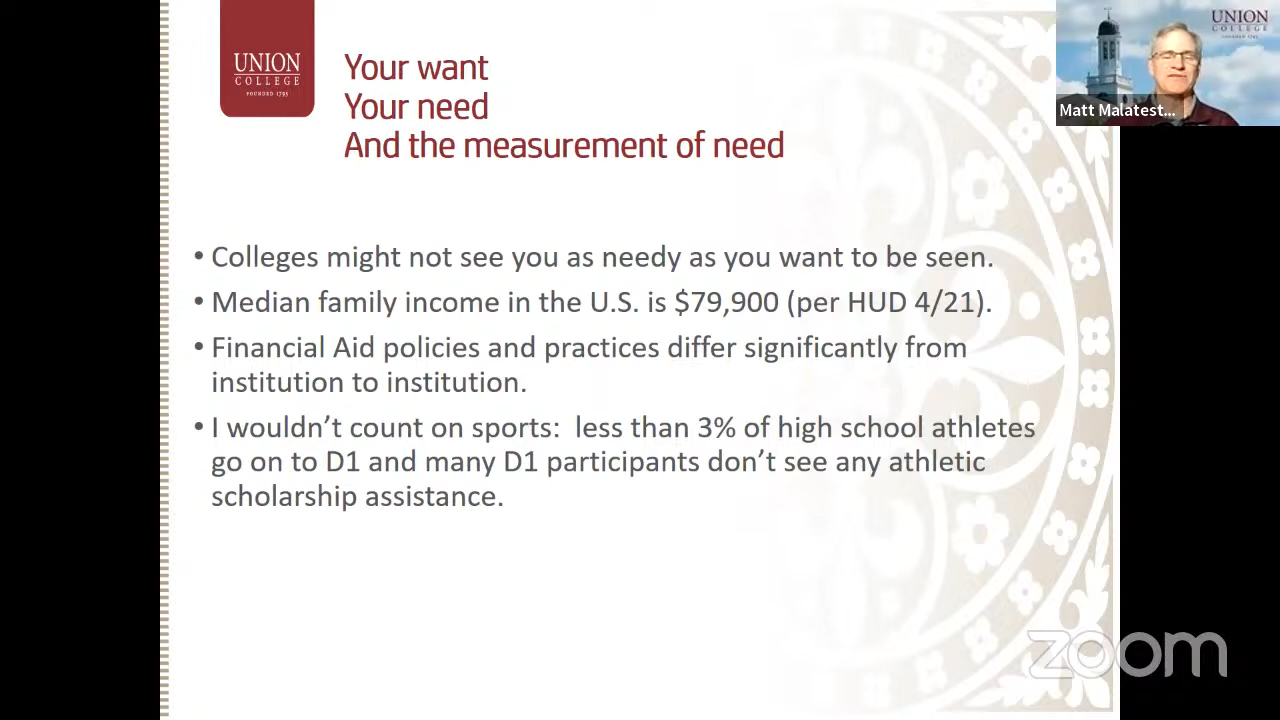 UNION
COLLEGE
FOUNDED 1795
Your want
Your need
And the measurement of need
• Colleges might not see you as needy as you want to be seen.
• Median family income in the U.S. is $79,900 (per HUD 4/21).
• Financial Aid policies and practices differ significantly from
institution to institution.
• I wouldn’t count on sports:  less than 3% of high school athletes
go on to D1 and many D1 participants don’t see any athletic
scholarship assistance.
UNION
COLLEGE
FOUNDED 1795
Matt Malatest...
zoom